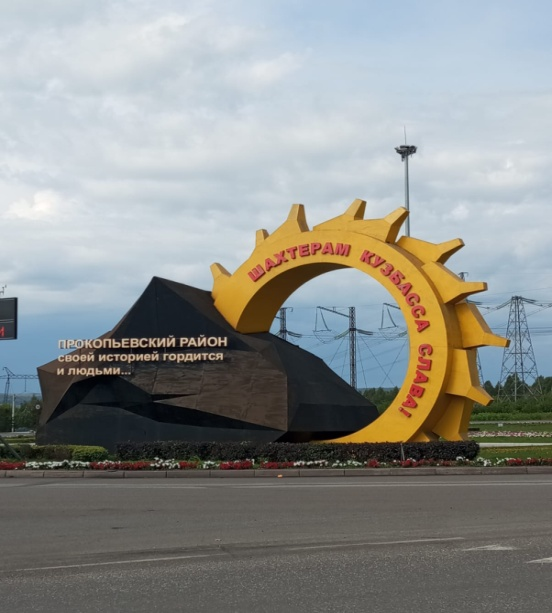 ПРОКОПЬЕВСКИЙ РАЙОН
своей историей гордится
и людьми...
ШАХТЕРАМ КУЗБАССА СЛАВА!